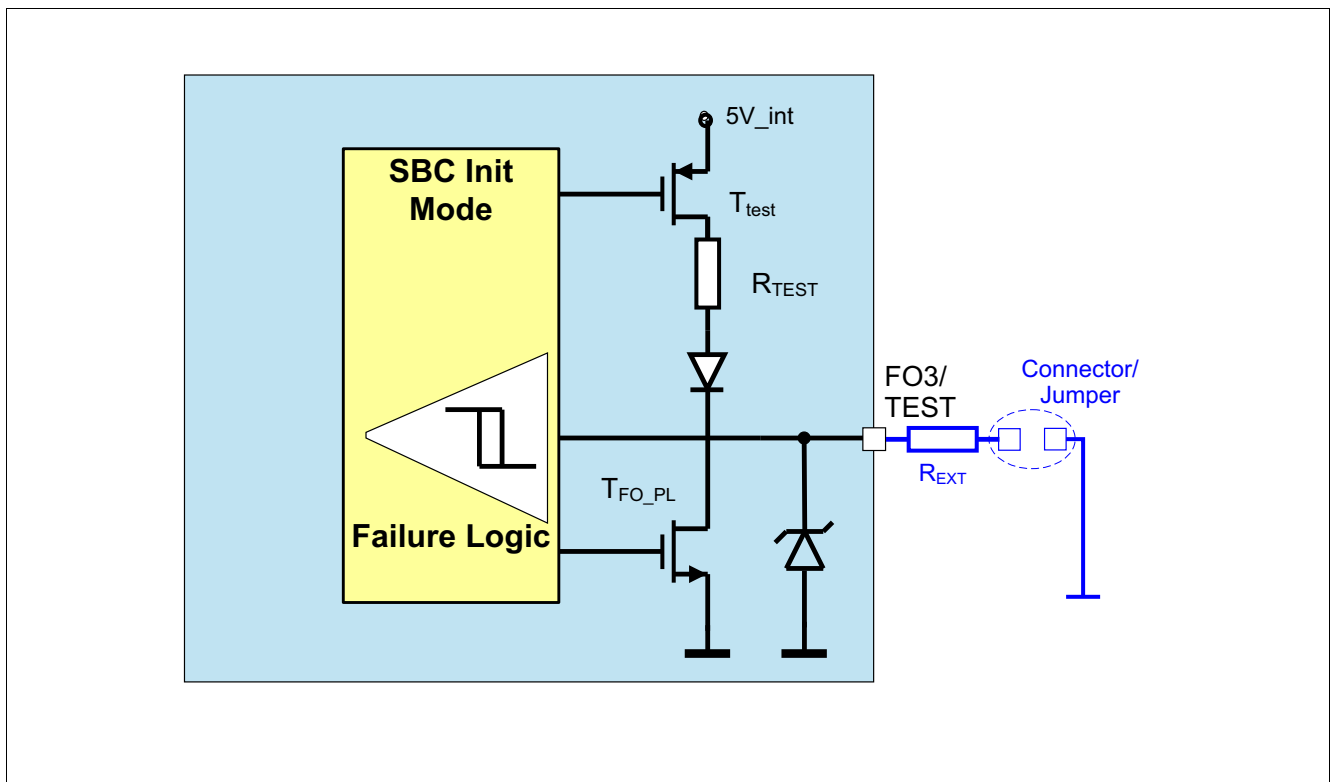 5V_int
SBC Init
Mode
Ttest
RTEST
FO3/
TEST
Connector/
Jumper
REXT
TFO_PL
Failure Logic